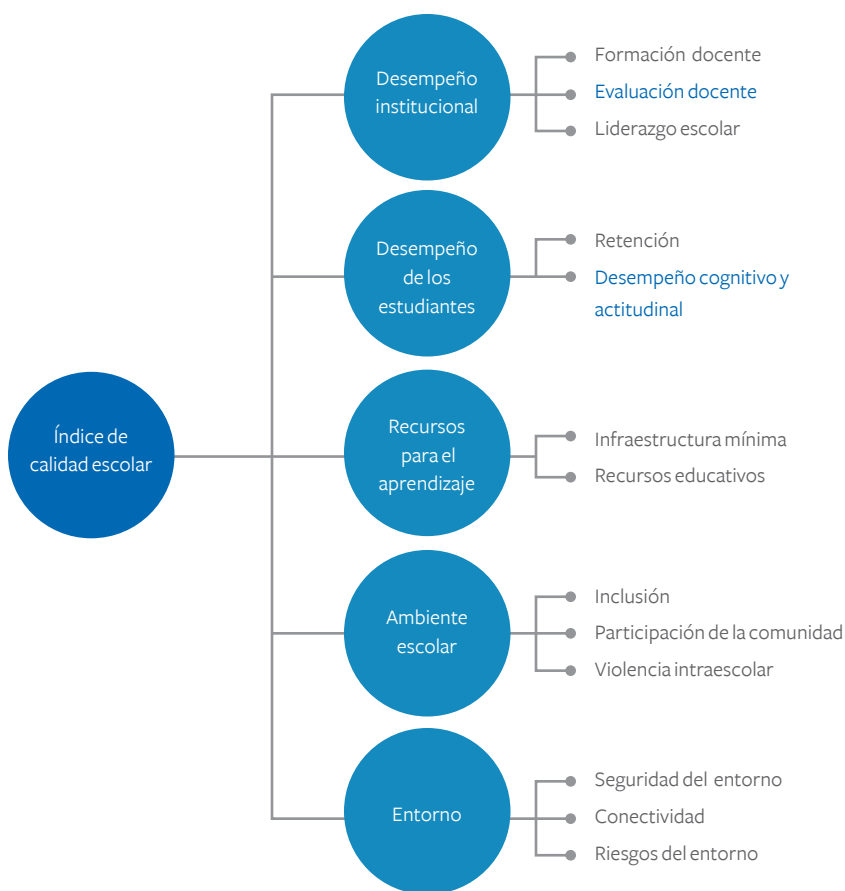 Índice de
calidad escolar
Desempeño
institucional
Formación docente
Evaluación docente
Liderazgo escolar
Desempeño
de los
estudiantes
Retención
Desempeño cognitivo y
actitudinal
Recursos
para el
aprendizaje
Infraestructura mínima
Recursos educativos
Ambiente
escolar
Inclusión
Participación de la comunidad
Violencia intraescolar
Entorno
Seguridad del entorno
Conectividad
Riesgos del entorno